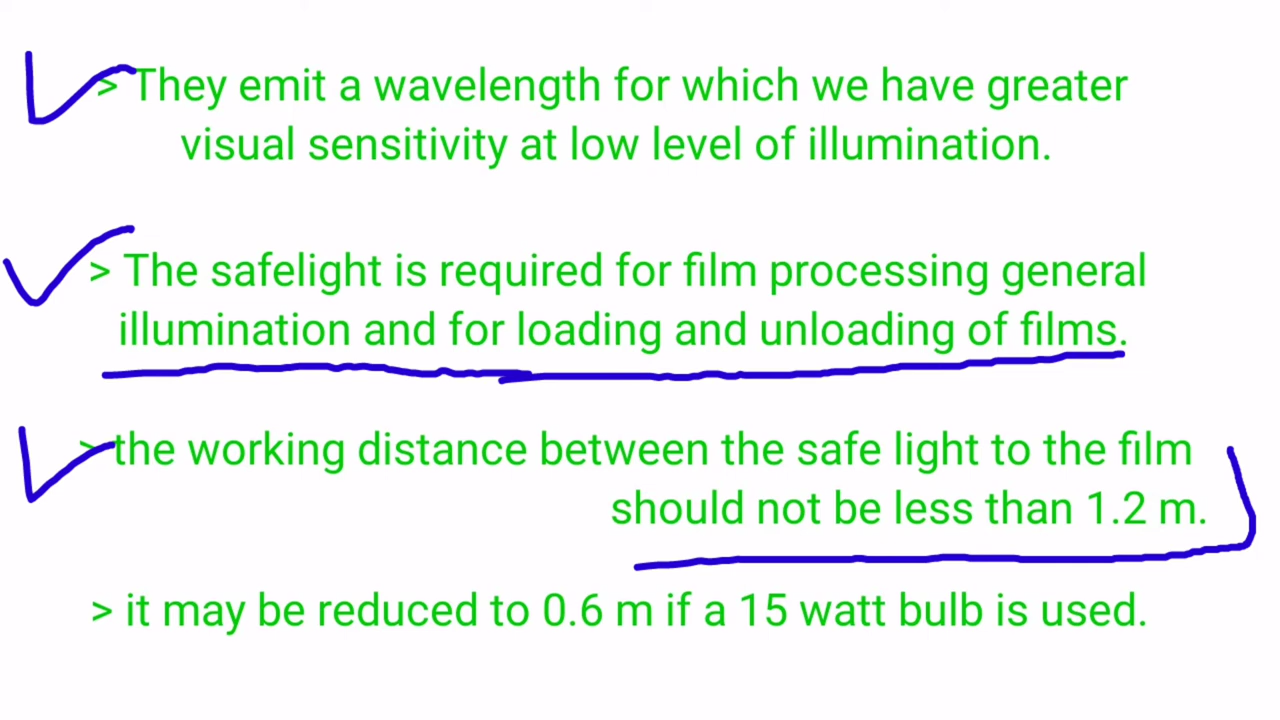 > They emit a wavelength for which we have greater
visual sensitivity at low level of illumination.
> The safelight is required for film processing general
illumination and for loading and unloading of films.
> the working distance between the safe light to the film
should not be less than 1.2 m.
> it may be reduced to 0.6 m if a 15 watt bulb is used.